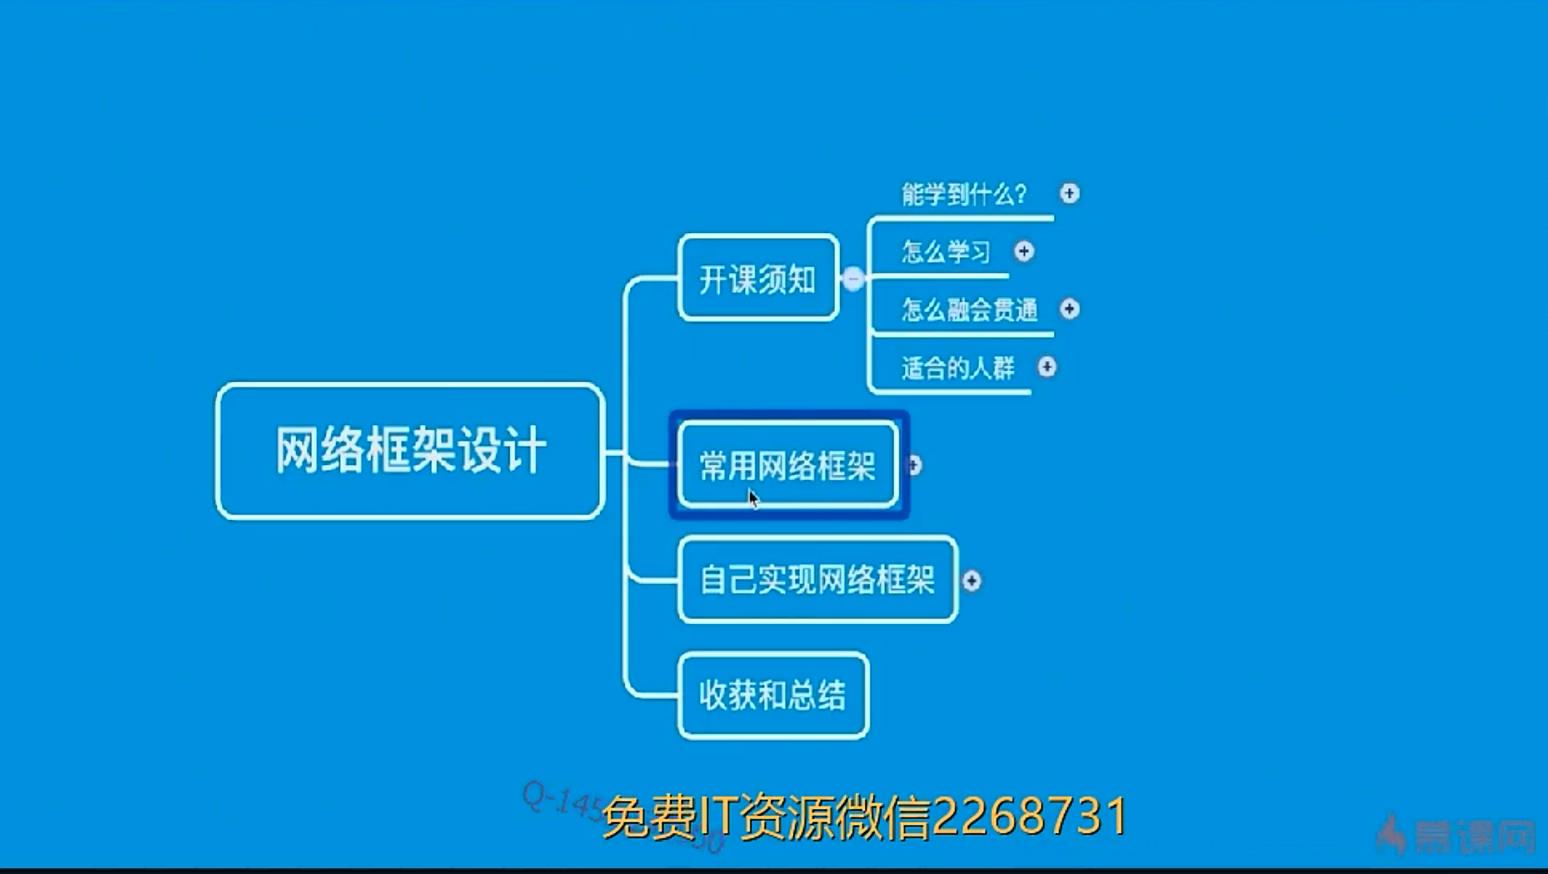 能学到什么？
怎么学习
开课须知
怎么融会贯通
适合的人群
网络框架设计
常用网络框架
自己实现网络框架
收获和总结
免费IT资源微信2268731
慕课网